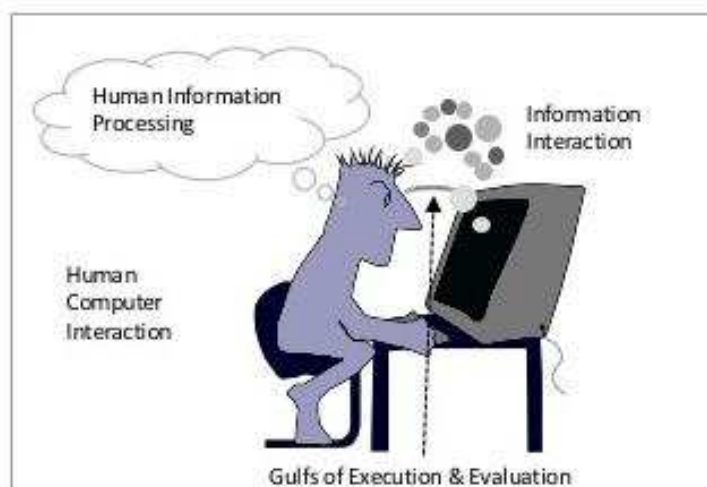 Human Information
Processing
Information
Interaction
Human
Computer
Interaction
Gulfs of Execution & Evaluation